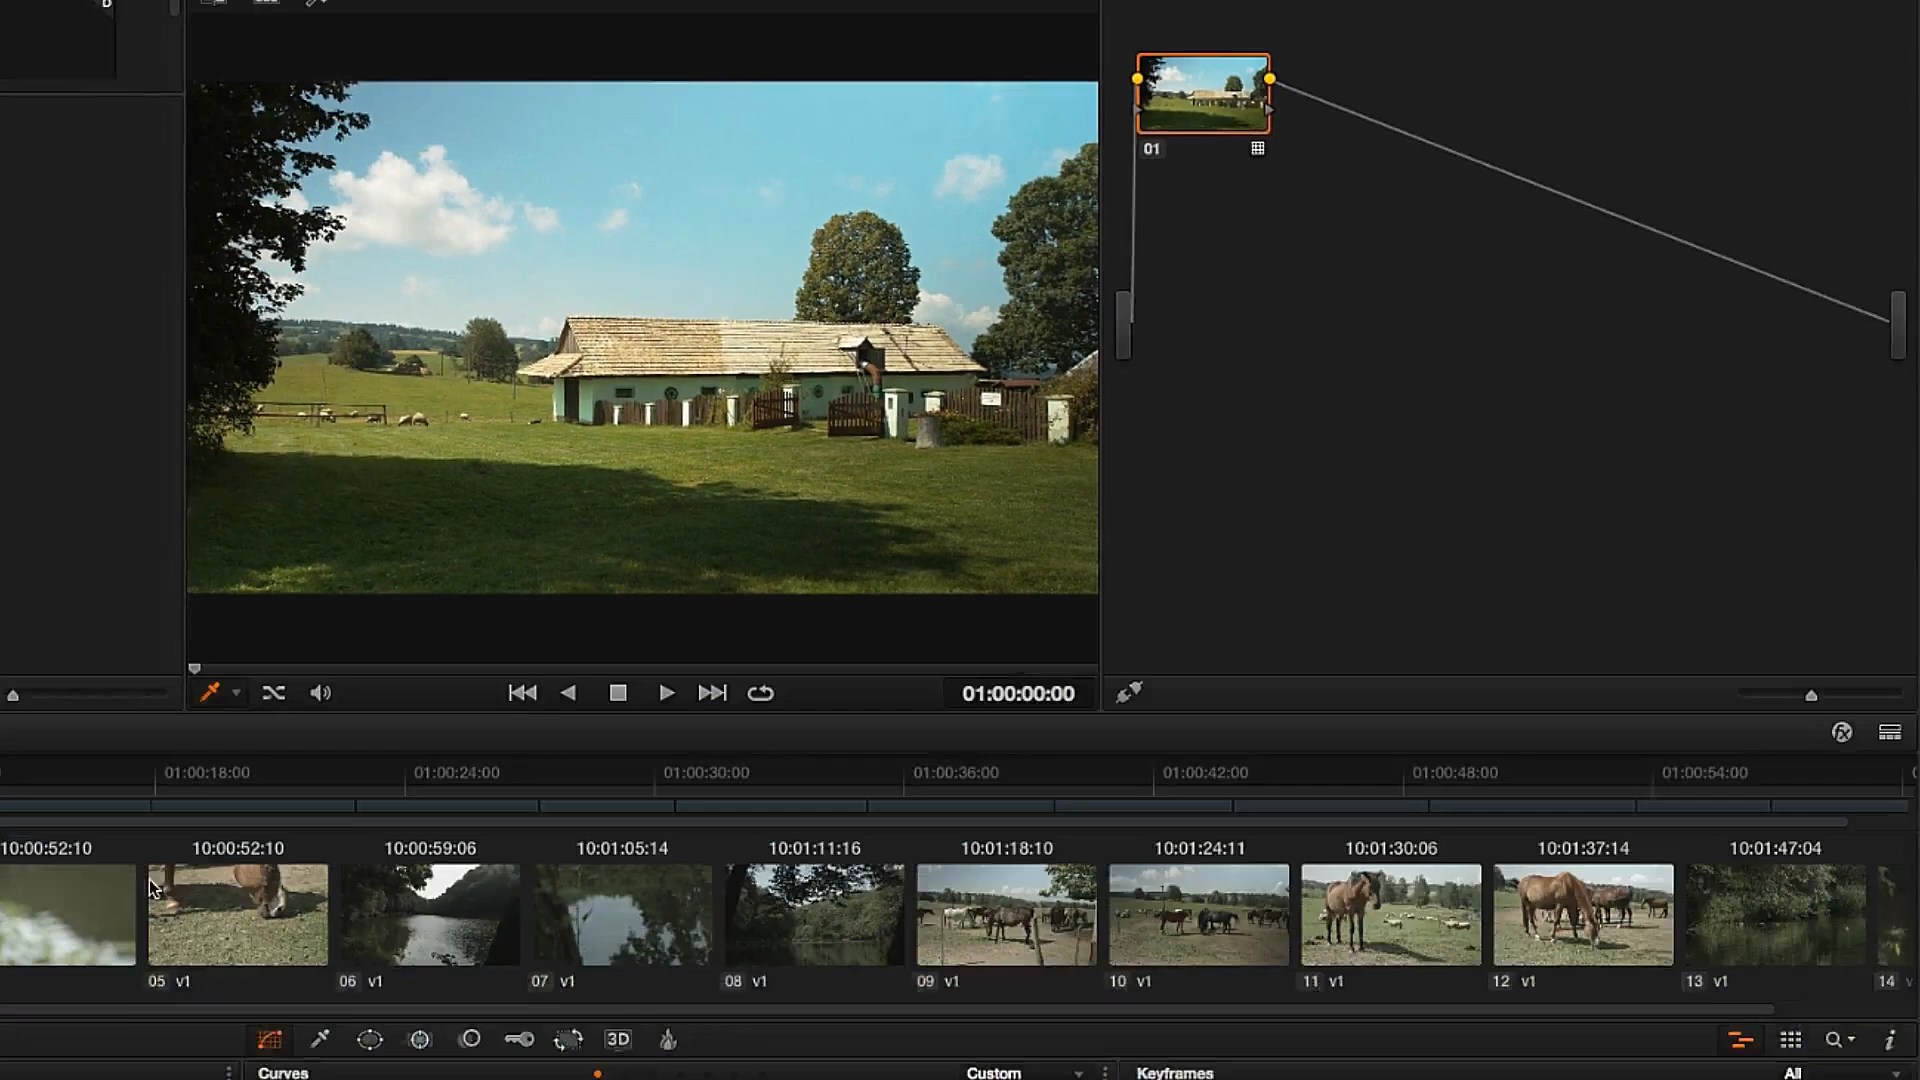 D
01
01:00:00:00
01:00:18:00 01:00:24:00 01:00:30:00 01:00:36:00 01:00:42:00 01:00:48:00 01:00:54:00
10:00:52:10 10:00:52:10 10:00:59:06 10:01:05:14 10:01:11:16 10:01:18:10 10:01:24:11 10:01:30:06 10:01:37:14 10:01:47:04
05 v1 06 v1 07 v1 08 v1 09 v1 10 v1 11 v1 12 v1 13 v1 14 v
3D
Curves Custom Keyframes All